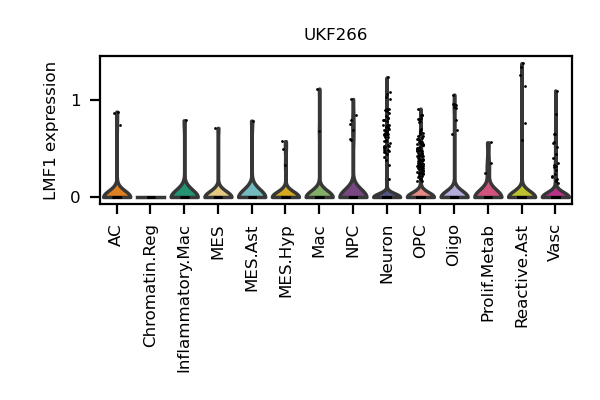 UKF266
LMF1 expression
1
0
AC
Chromatin.Reg
Inflammatory.Mac
MES
MES.Ast
MES.Hyp
Mac
NPC
Neuron
OPC
Oligo
Prolif.Metab
Reactive.Ast
Vasc